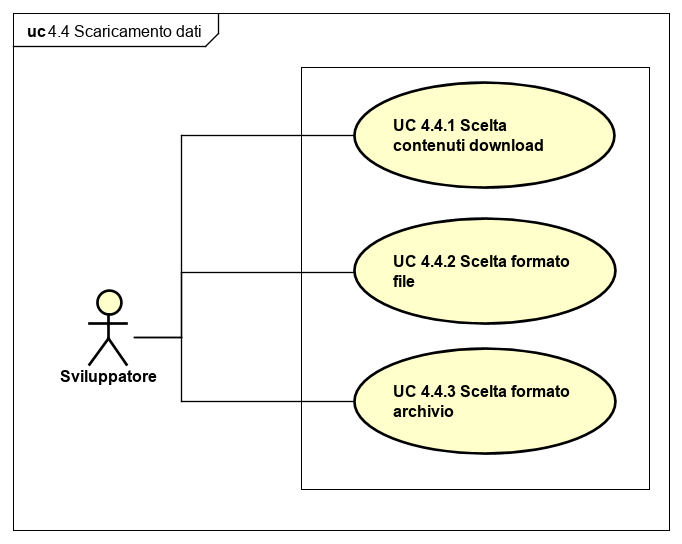 uc 4.4 Scaricamento dati
UC 4.4.1 Scelta
contenuti download
UC 4.4.2 Scelta formato
file
Sviluppatore
UC 4.4.3 Scelta formato
archivio